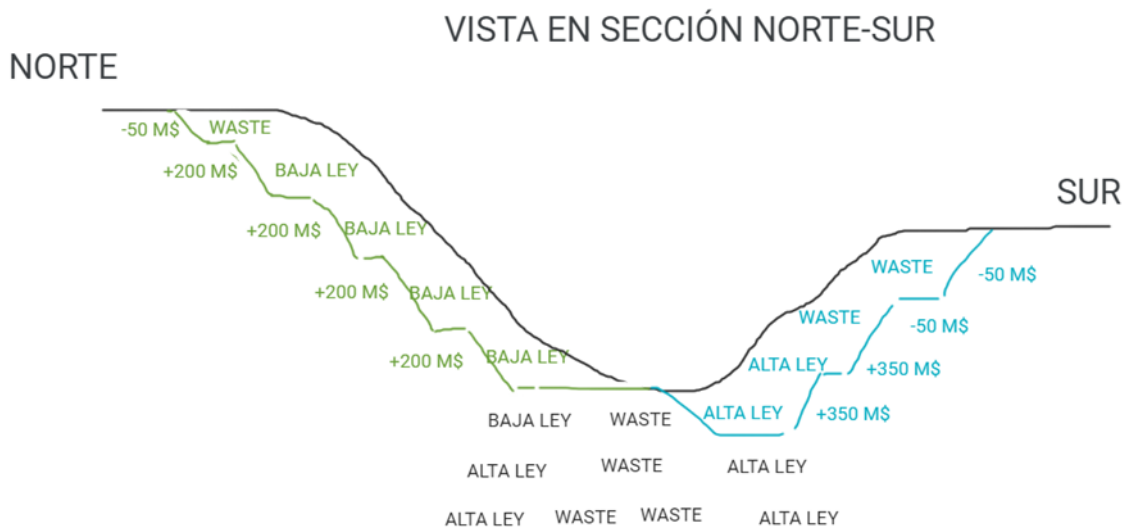 VISTA EN SECCIÓN NORTE-SUR
NORTE
SUR
-50 M$ WASTE
+200 M$ BAJA LEY
+200 M$ BAJA LEY
+200 M$ BAJA LEY
+200 M$ BAJA LEY
WASTE -50 M$
WASTE -50 M$
ALTA LEY +350 M$
ALTA LEY +350 M$
BAJA LEY WASTE
ALTA LEY WASTE ALTA LEY
ALTA LEY WASTE WASTE ALTA LEY